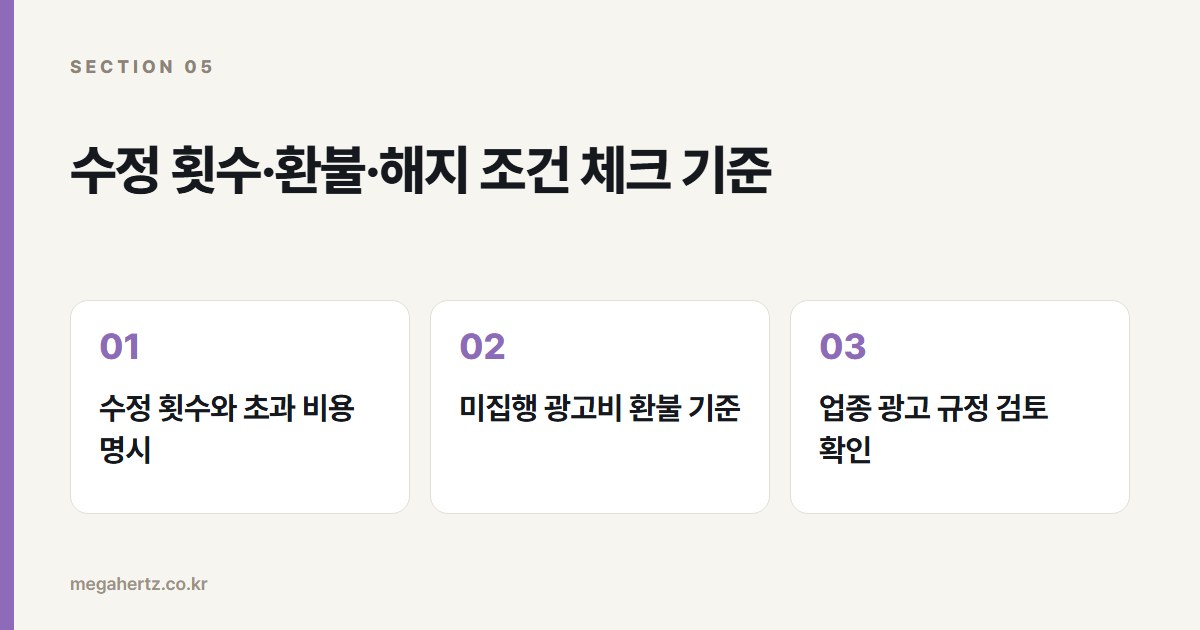 SECTION 05
수정 횟수·환불·해지 조건 체크 기준
01
수정 횟수와 초과 비용
명시
02
미집행 광고비 환불 기준
03
업종 광고 규정 검토
확인
megahertz.co.kr